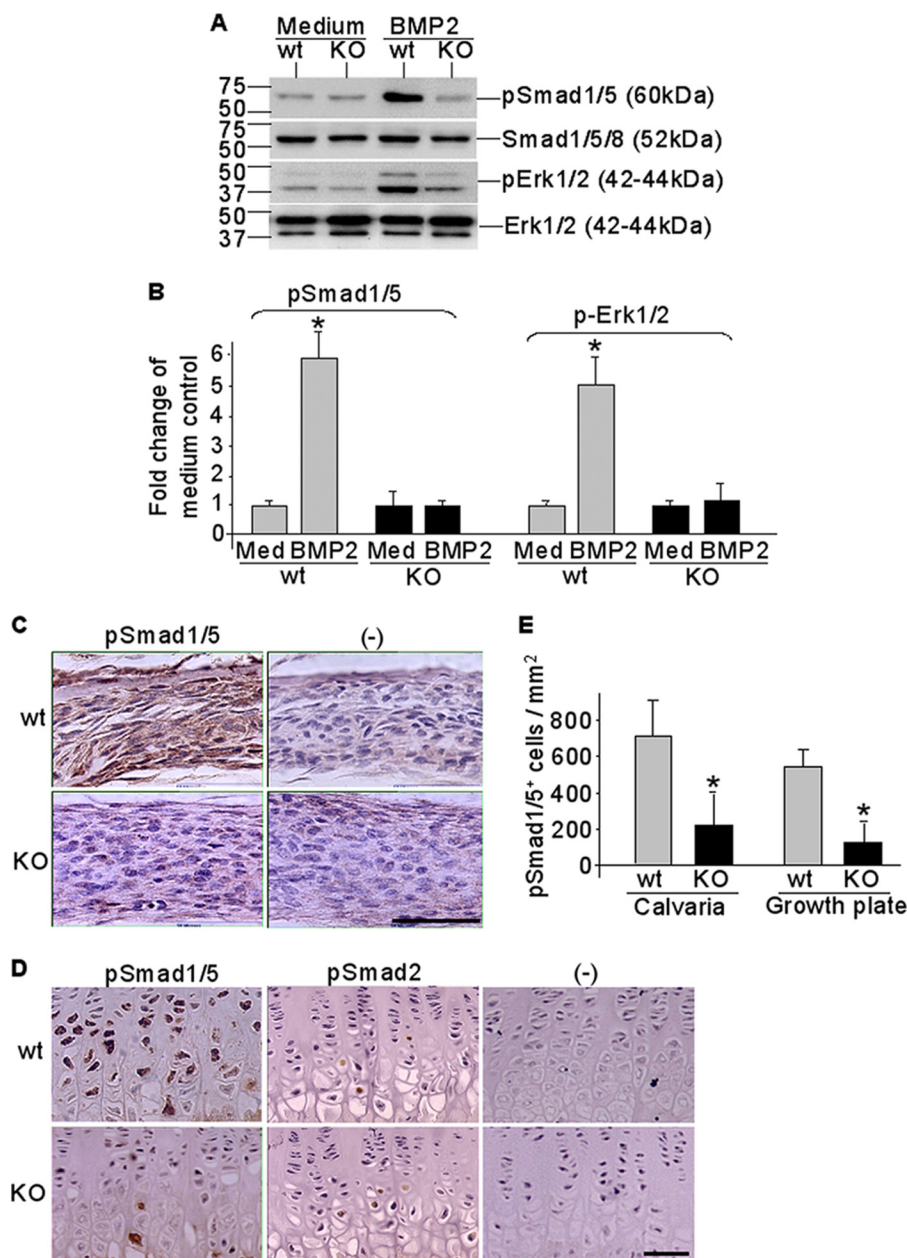 A
Medium BMP2
wt KO wt KO
75
50
pSmad1/5 (60kDa)
75
50
Smad1/5/8 (52kDa)
50
37
pErk1/2 (42-44kDa)
50
37
Erk1/2 (42-44kDa)
B
pSmad1/5
p-Erk1/2
Fold change of
medium control
6
5
4
2
1
0
* *
Med BMP2 Med BMP2 Med BMP2 Med BMP2
wt KO wt KO
C
pSmad1/5 (-)
wt
KO
E
pSmad1/5⁺ cells / mm²
800
600
400
200
0
* *
wt KO wt KO
Calvaria Growth plate
D
pSmad1/5 pSmad2 (-)
wt
KO